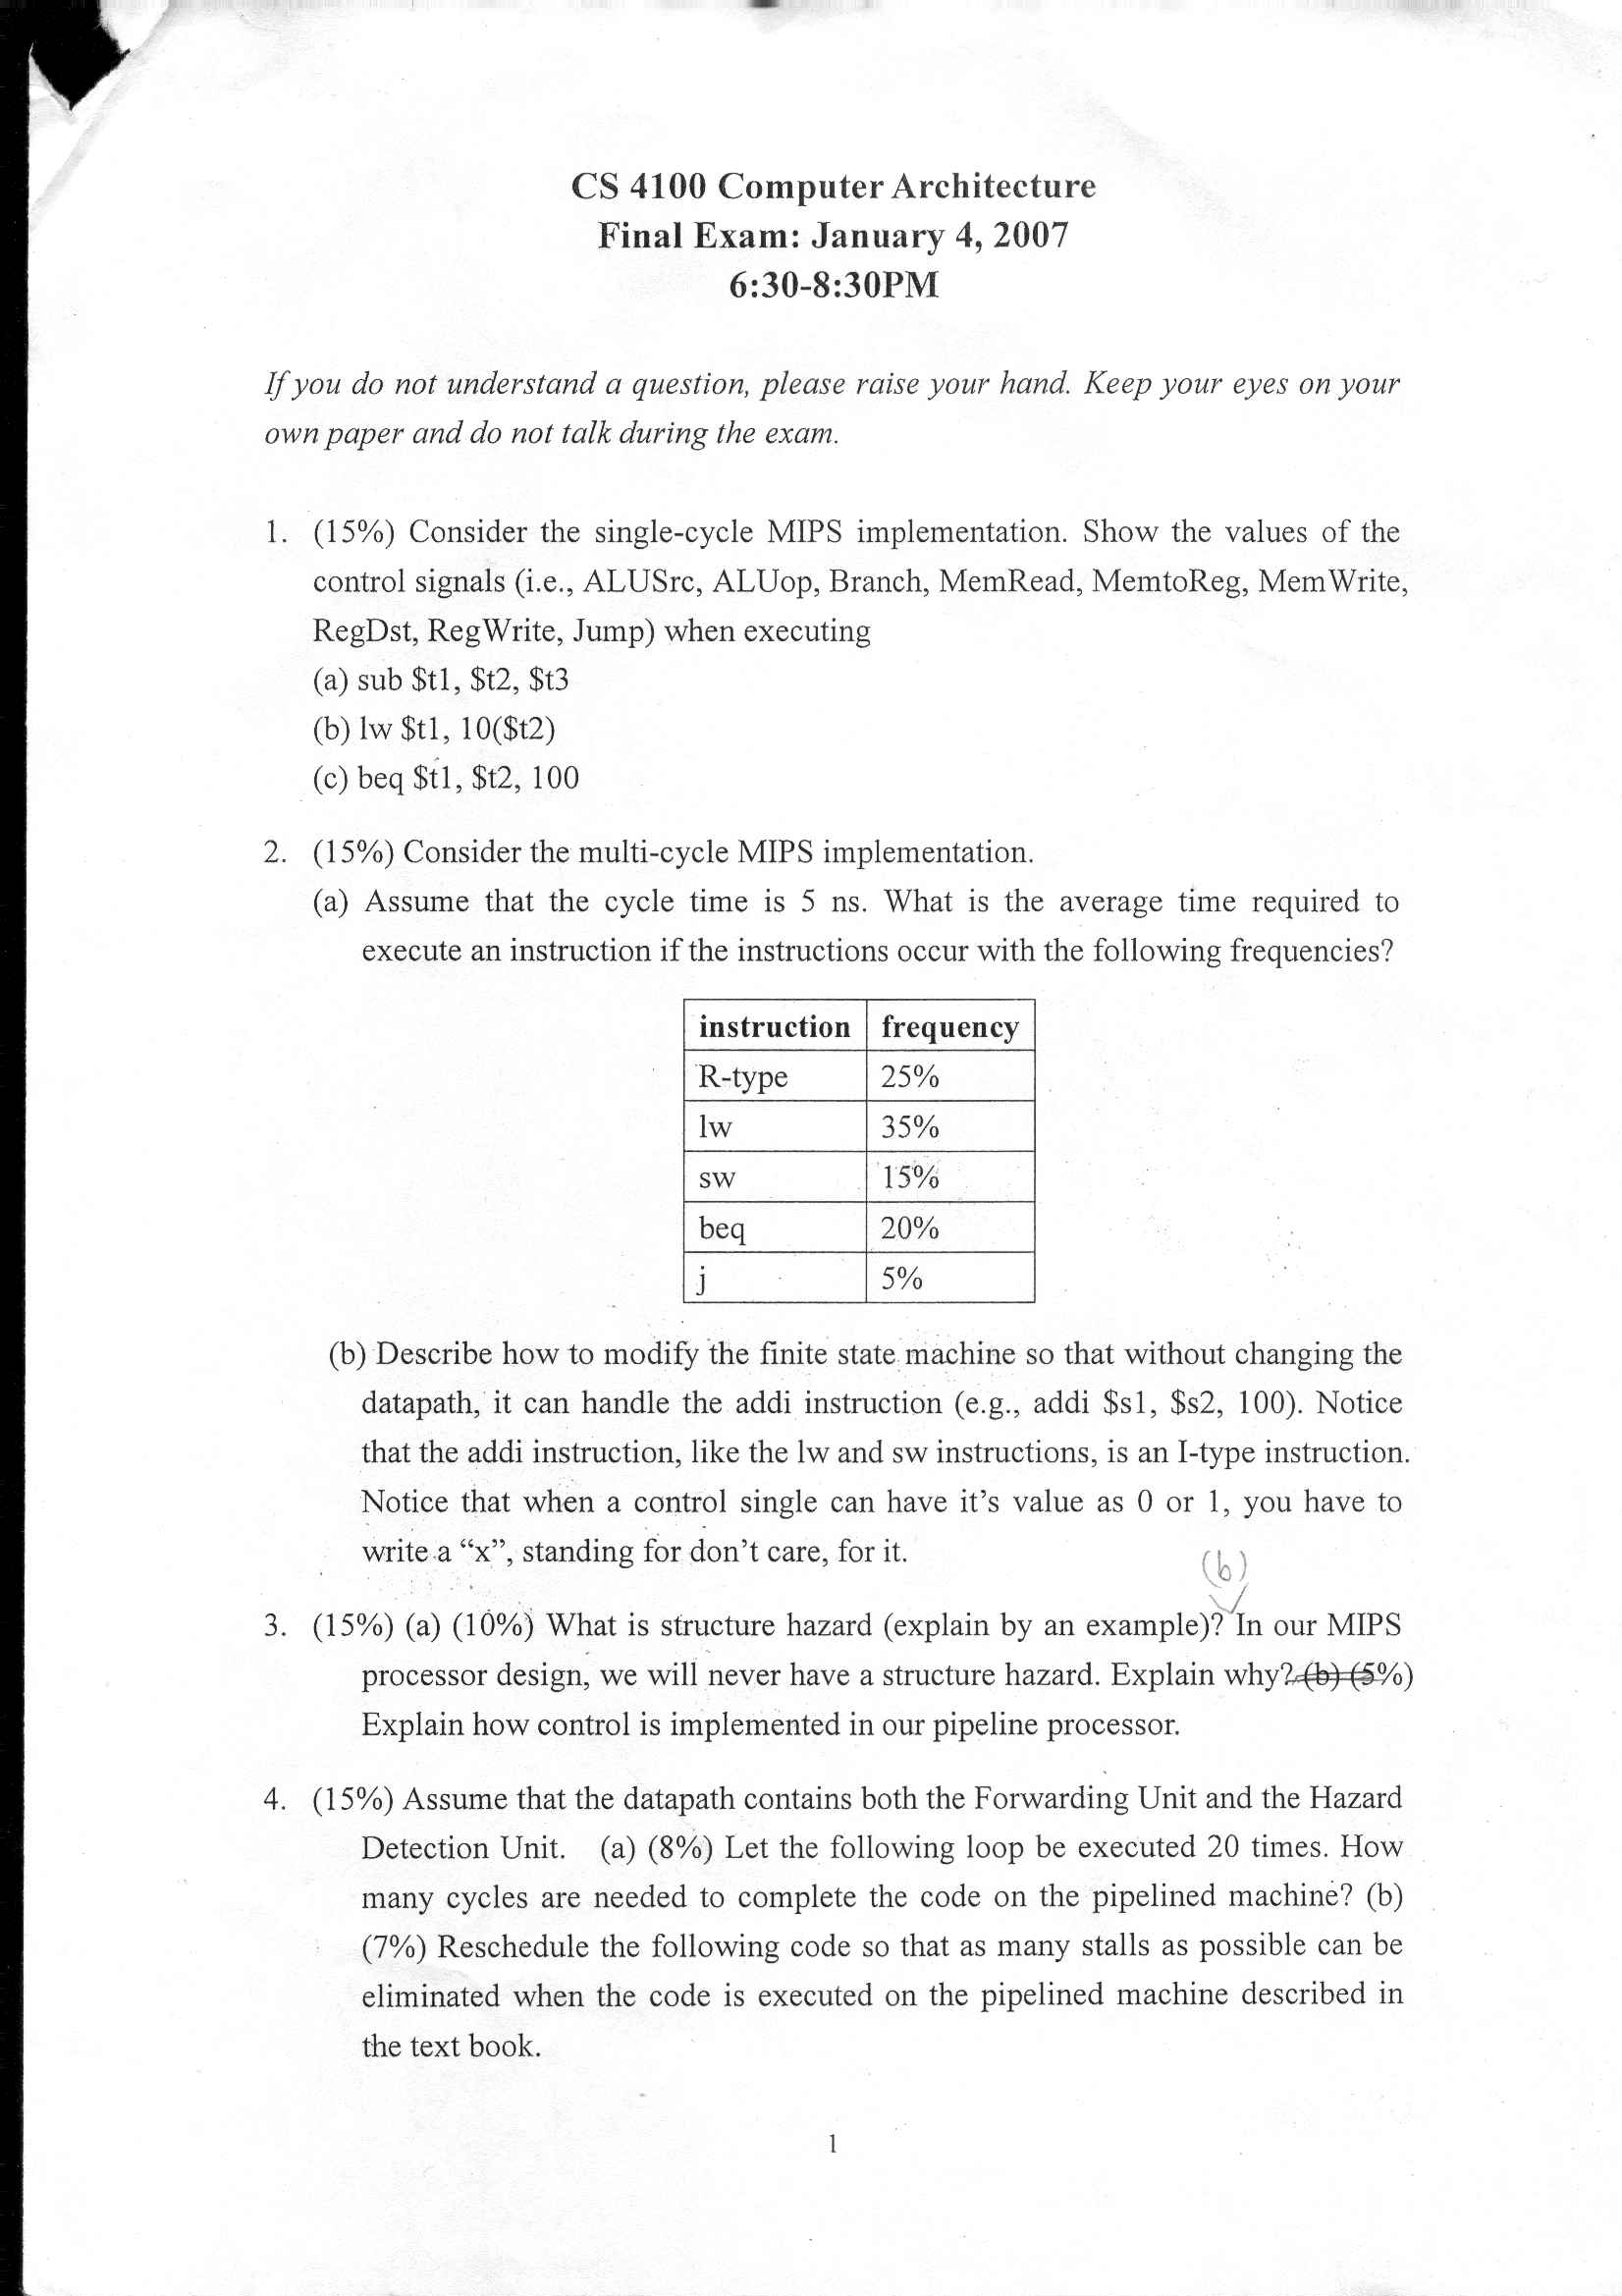 CS 4100 Computer Architecture
Final Exam: January 4, 2007
6:30-8:30PM
If you do not understand a question, please raise your hand. Keep your eyes on your
own paper and do not talk during the exam.
1. (15%) Consider the single-cycle MIPS implementation. Show the values of the
control signals (i.e., ALUSrc, ALUop, Branch, MemRead, MemtoReg, MemWrite,
RegDst, RegWrite, Jump) when executing
(a) sub $t1, $t2, $t3
(b) lw $t1, 10($t2)
(c) beq $t1, $t2, 100
2. (15%) Consider the multi-cycle MIPS implementation.
(a) Assume that the cycle time is 5 ns. What is the average time required to
execute an instruction if the instructions occur with the following frequencies?
instruction frequency
R-type 25%
lw 35%
sw 15%
beq 20%
j 5%
(b) Describe how to modify the finite state machine so that without changing the
datapath, it can handle the addi instruction (e.g., addi $s1, $s2, 100). Notice
that the addi instruction, like the lw and sw instructions, is an I-type instruction.
Notice that when a control single can have it's value as 0 or 1, you have to
write a “x”, standing for don't care, for it.
(b)
3. (15%) (a) (10%) What is structure hazard (explain by an example)? In our MIPS
processor design, we will never have a structure hazard. Explain why? (b) (5%)
Explain how control is implemented in our pipeline processor.
4. (15%) Assume that the datapath contains both the Forwarding Unit and the Hazard
Detection Unit. (a) (8%) Let the following loop be executed 20 times. How
many cycles are needed to complete the code on the pipelined machine? (b)
(7%) Reschedule the following code so that as many stalls as possible can be
eliminated when the code is executed on the pipelined machine described in
the text book.
1